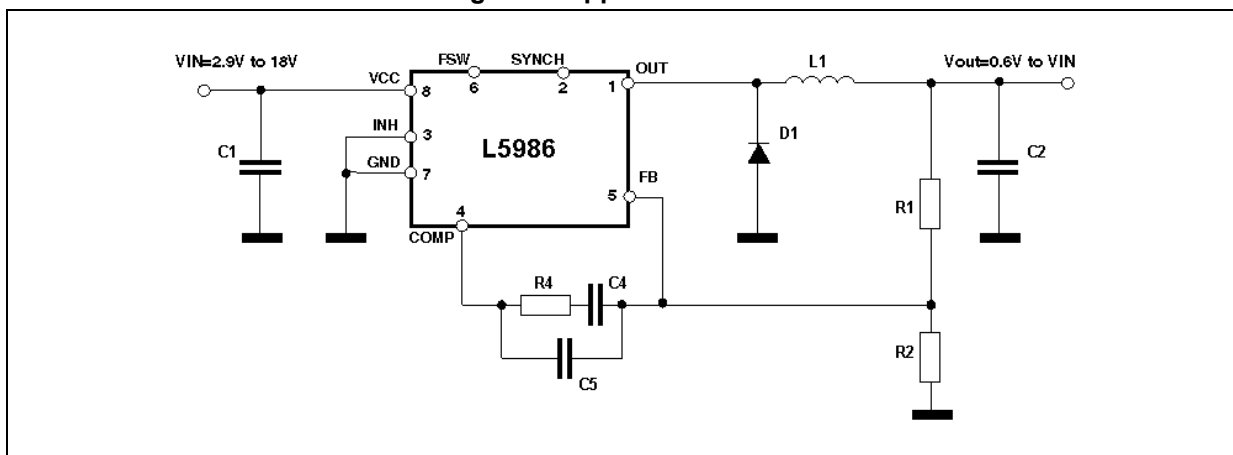 VIN=2.9V to 18V
FSW
SYNCH
OUT
L1
Vout=0.6V to VIN
VCC
8
6
2
1
INH
3
L5986
D1
C1
GND
7
FB
5
C2
4
COMP
R1
R4
C4
R2
C5